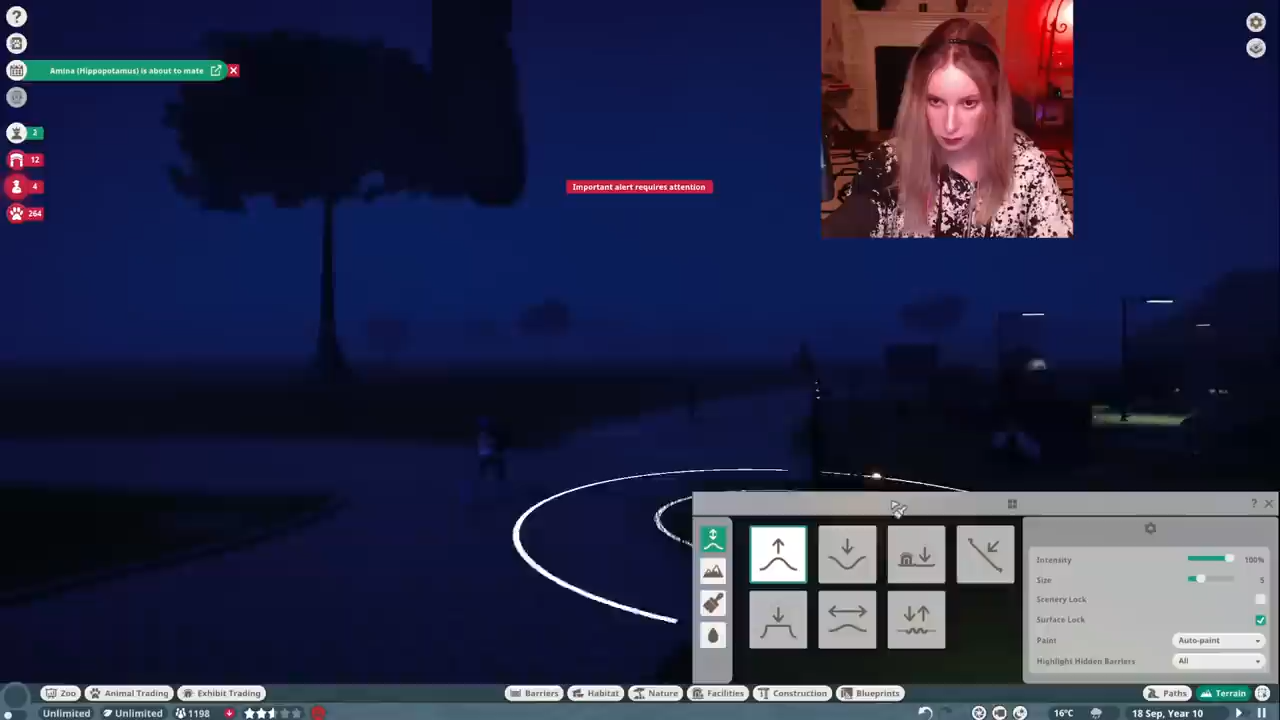 ?
Amina (Hippopotamus) is about to mate
2
12
4
264
Important alert requires attention
?
Intensity 100%
Size 5
Scenery Lock
Surface Lock
Paint Auto-paint
Highlight Hidden Barriers All
Zoo Animal Trading Exhibit Trading Barriers Habitat Nature Facilities Construction Blueprints Paths Terrain
Unlimited Unlimited 1198 16°C 18 Sep, Year 10